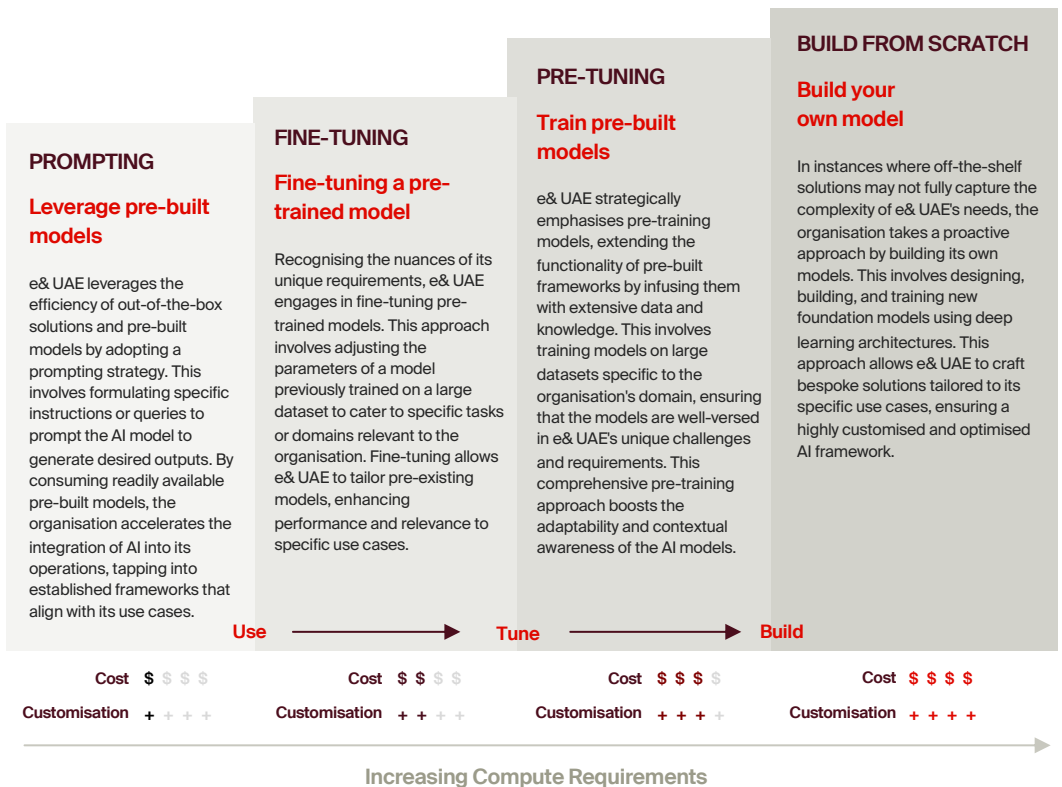 PROMPTING
Leverage pre-built
models
e& UAE leverages the
efficiency of out-of-the-box
solutions and pre-built
models by adopting a
prompting strategy. This
involves formulating specific
instructions or queries to
prompt the AI model to
generate desired outputs. By
consuming readily available
pre-built models, the
organisation accelerates the
integration of AI into its
operations, tapping into
established frameworks that
align with its use cases.
FINE-TUNING
Fine-tuning a pre-
trained model
Recognising the nuances of its
unique requirements, e& UAE
engages in fine-tuning pre-
trained models. This approach
involves adjusting the
parameters of a model
previously trained on a large
dataset to cater to specific tasks
or domains relevant to the
organisation. Fine-tuning allows
e& UAE to tailor pre-existing
models, enhancing
performance and relevance to
specific use cases.
PRE-TUNING
Train pre-built
models
e& UAE strategically
emphasises pre-training
models, extending the
functionality of pre-built
frameworks by infusing them
with extensive data and
knowledge. This involves
training models on large
datasets specific to the
organisation's domain, ensuring
that the models are well-versed
in e& UAE's unique challenges
and requirements. This
comprehensive pre-training
approach boosts the
adaptability and contextual
awareness of the AI models.
BUILD FROM SCRATCH
Build your
own model
In instances where off-the-shelf
solutions may not fully capture the
complexity of e& UAE's needs, the
organisation takes a proactive
approach by building its own
models. This involves designing,
building, and training new
foundation models using deep
learning architectures. This
approach allows e& UAE to craft
bespoke solutions tailored to its
specific use cases, ensuring a
highly customised and optimised
AI framework.
Use
Tune
Build
Cost $ $ $ $
Customisation + + + +
Cost $ $ $ $
Customisation + + + +
Cost $ $ $ $
Customisation + + + +
Cost $ $ $ $
Customisation + + + +
Increasing Compute Requirements